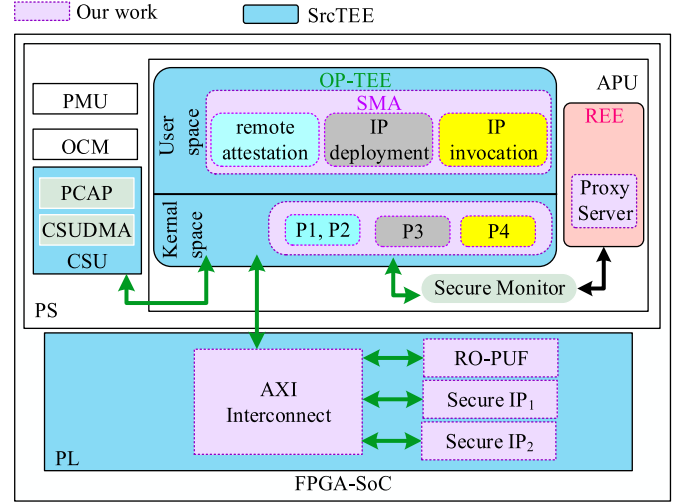 Our work
SrcTEE
OP-TEE
APU
PMU
OCM
PCAP
CSUDMA
CSU
User
space
SMA
remote
attestation
IP
deployment
IP
invocation
REE
Proxy
Server
Kernal
space
P1, P2
P3
P4
Secure Monitor
PS
AXI
Interconnect
RO-PUF
Secure IP₁
Secure IP₂
PL
FPGA-SoC